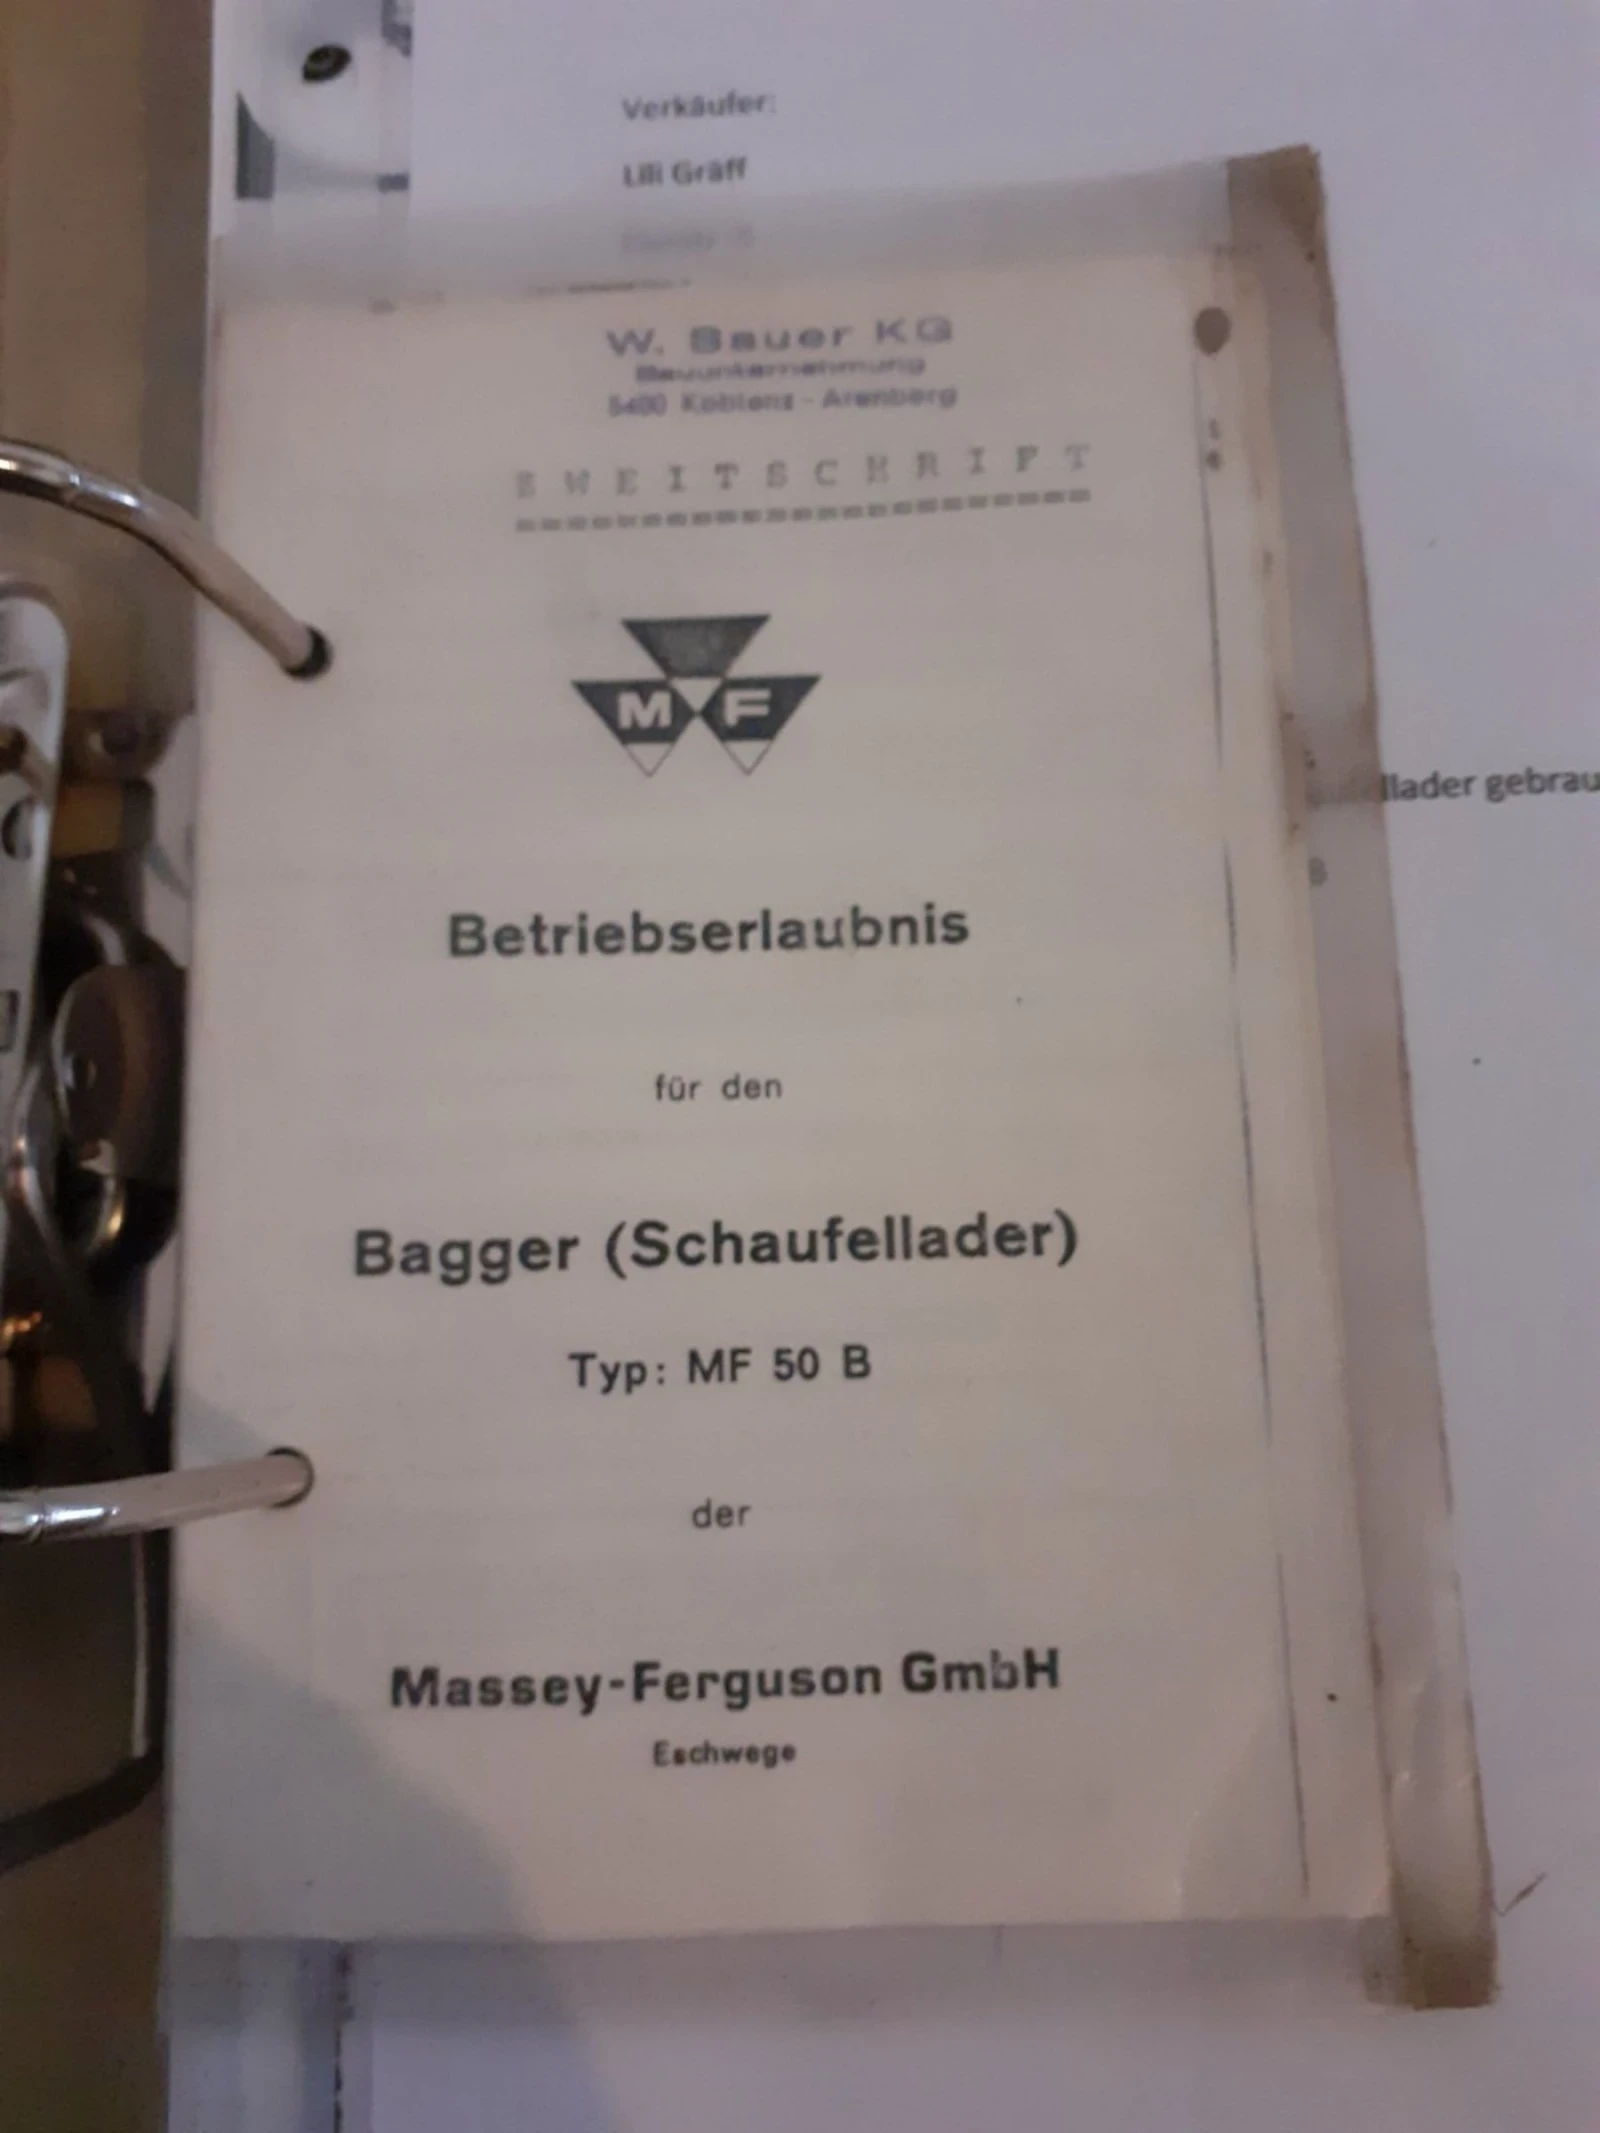 Verkäufer:
Lili Gräff
W. Bauer KG
Bauunternehmung
5400 Koblenz - Arenberg
ZWEITSCHRIFT
MF
llader gebrau
Betriebserlaubnis
für den
Bagger (Schaufellader)
Typ: MF 50 B
der
Massey-Ferguson GmbH
Eschwege